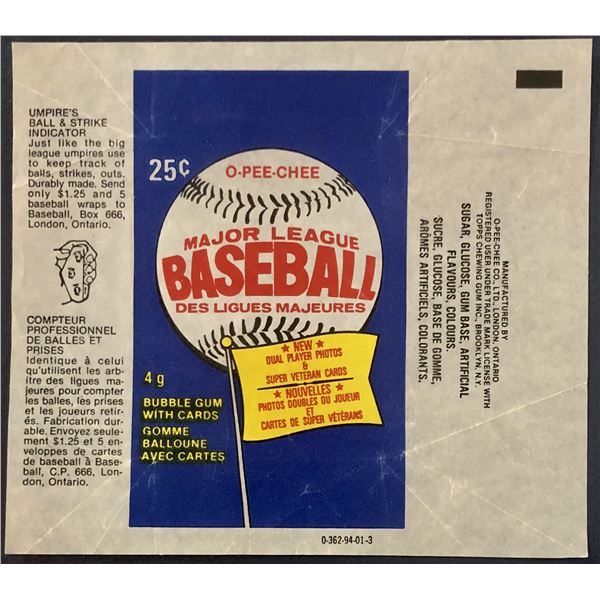 UMPIRE'S
BALL & STRIKE
INDICATOR
Just like the big
league umpires use
to keep track of
balls, strikes, outs.
Durably made. Send
only $1.25 and 5
baseball wraps to
Baseball, Box 666,
London, Ontario.
COMPTEUR
PROFESSIONNEL
DE BALLES ET
PRISES
Identique à celui
qu'utilisent les arbi-
tre des ligues ma-
jeures pour compter
les balles, les prises
et les joueurs retir-
és. Fabrication dur-
able. Envoyez seule-
ment $1.25 et 5 en-
veloppes de cartes
de baseball à Base-
ball, C.P. 666, Lon-
don, Ontario.
25¢
O-PEE-CHEE
MAJOR LEAGUE
BASEBALL
DES LIGUES MAJEURES
★ NEW ★
DUAL PLAYER PHOTOS
&
SUPER VETERAN CARDS
★ NOUVELLES ★
PHOTOS DOUBLES DU JOUEUR
ET
CARTES DE SUPER VÉTÉRANS
4 g
BUBBLE GUM
WITH CARDS
GOMME
BALLOUNE
AVEC CARTES
0-362-94-01-3
MANUFACTURED BY
O-PEE-CHEE CO., LTD., LONDON, ONTARIO
REGISTERED USER UNDER TRADE MARK LICENSE WITH
TOPPS CHEWING GUM INC., BROOKLYN, N.Y.
SUGAR, GLUCOSE, GUM BASE, ARTIFICIAL
FLAVOURS, COLOURS.
SUCRE, GLUCOSE, BASE DE GOMME,
ARÔMES ARTIFICIELS, COLORANTS.